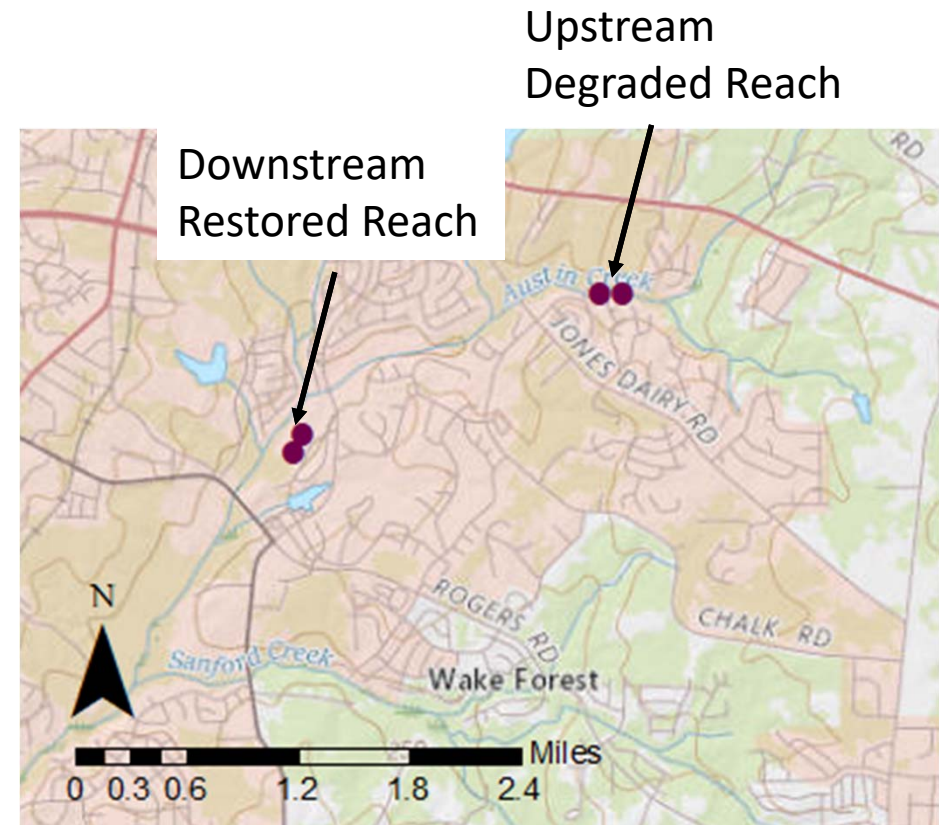 Upstream
Degraded Reach
Downstream
Restored Reach
RD
Austin Creek
JONES DAIRY RD
N
ROGERS RD
CHALK RD
Sanford Creek
Wake Forest
Miles
0 0.3 0.6 1.2 1.8 2.4